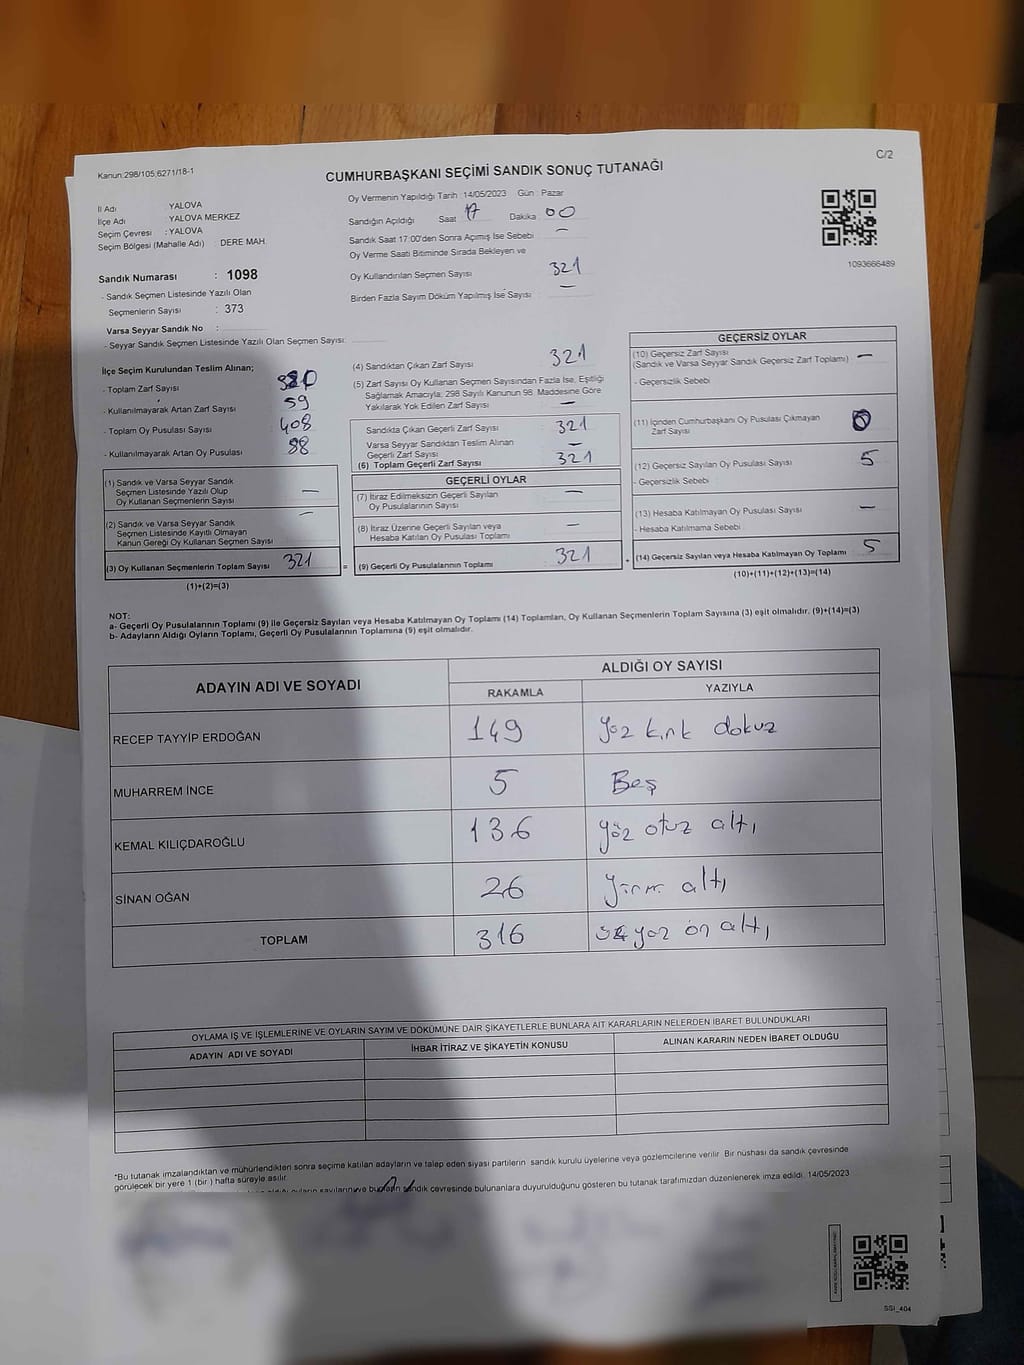 Kanun:298/105,6271/18-1
CUMHURBAŞKANI SEÇİMİ SANDIK SONUÇ TUTANAĞI
C/2
İl Adı YALOVA
İlçe Adı YALOVA MERKEZ
Seçim Çevresi : YALOVA
Seçim Bölgesi (Mahalle Adı) : DERE MAH.
Sandık Numarası : 1098
- Sandık Seçmen Listesinde Yazılı Olan
Seçmenlerin Sayısı : 373
Varsa Seyyar Sandık No :
- Seyyar Sandık Seçmen Listesinde Yazılı Olan Seçmen Sayısı:
Oy Vermenin Yapıldığı Tarih : 14/05/2023 Gün : Pazar
Sandığın Açıldığı Saat 17 Dakika 00
Sandık Saat 17:00'den Sonra Açımış İse Sebebi —
Oy Verme Saati Bitiminde Sırada Bekleyen ve
Oy Kullandırılan Seçmen Sayısı 321
Birden Fazla Sayım Döküm Yapılmış İse Sayısı : —
1093666489
İlçe Seçim Kurulundan Teslim Alınan;
- Toplam Zarf Sayısı
- Kullanılmayarak Artan Zarf Sayısı 59
- Toplam Oy Pusulası Sayısı 408
- Kullanılmayarak Artan Oy Pusulası 88
(1) Sandık ve Varsa Seyyar Sandık
Seçmen Listesinde Yazılı Olup
Oy Kullanan Seçmenlerin Sayısı —
(2) Sandık ve Varsa Seyyar Sandık
Seçmen Listesinde Kayıtlı Olmayan
Kanun Gereği Oy Kullanan Seçmen Sayısı —
(3) Oy Kullanan Seçmenlerin Toplam Sayısı 321
(1)+(2)=(3)
(4) Sandıktan Çıkan Zarf Sayısı 321
(5) Zarf Sayısı Oy Kullanan Seçmen Sayısından Fazla İse, Eşitliği
Sağlamak Amacıyla, 298 Sayılı Kanunun 98. Maddesine Göre
Yakılarak Yok Edilen Zarf Sayısı —
Sandıkta Çıkan Geçerli Zarf Sayısı 321
Varsa Seyyar Sandıktan Teslim Alınan
Geçerli Zarf Sayısı —
(6) Toplam Geçerli Zarf Sayısı 321
GEÇERLİ OYLAR
(7) İtiraz Edilmeksizin Geçerli Sayılan
Oy Pusulalarının Sayısı —
(8) İtiraz Üzerine Geçerli Sayılan veya
Hesaba Katılan Oy Pusulası Toplamı —
= (9) Geçerli Oy Pusulalarının Toplamı 321 +
GEÇERSİZ OYLAR
(10) Geçersiz Zarf Sayısı
(Sandık ve Varsa Seyyar Sandık Geçersiz Zarf Toplamı) —
- Geçersizlik Sebebi
(11) İçinden Cumhurbaşkanı Oy Pusulası Çıkmayan
Zarf Sayısı 0
(12) Geçersiz Sayılan Oy Pusulası Sayısı 5
- Geçersizlik Sebebi
(13) Hesaba Katılmayan Oy Pusulası Sayısı —
- Hesaba Katılmama Sebebi
(14) Geçersiz Sayılan veya Hesaba Katılmayan Oy Toplamı 5
(10)+(11)+(12)+(13)=(14)
NOT:
a- Geçerli Oy Pusulalarının Toplamı (9) ile Geçersiz Sayılan veya Hesaba Katılmayan Oy Toplamı (14) Toplamları, Oy Kullanan Seçmenlerin Toplam Sayısına (3) eşit olmalıdır. (9)+(14)=(3)
b- Adayların Aldığı Oyların Toplamı, Geçerli Oy Pusulalarının Toplamına (9) eşit olmalıdır.
ADAYIN ADI VE SOYADI ALDIĞI OY SAYISI
RAKAMLA YAZIYLA
RECEP TAYYİP ERDOĞAN 149 Yüz kırk dokuz
MUHARREM İNCE 5 Beş
KEMAL KILIÇDAROĞLU 136 yüz otuz altı
SİNAN OĞAN 26 Yirmi altı
TOPLAM 316 üçyüz on altı
OYLAMA İŞ VE İŞLEMLERİNE VE OYLARIN SAYIM VE DÖKÜMÜNE DAİR ŞİKAYETLERLE BUNLARA AİT KARARLARIN NELERDEN İBARET BULUNDUKLARI
ADAYIN ADI VE SOYADI İHBAR İTİRAZ VE ŞİKAYETİN KONUSU ALINAN KARARIN NEDEN İBARET OLDUĞU
*Bu tutanak imzalandıktan ve mühürlendikten sonra seçime katılan adayların ve talep eden siyasi partilerin sandık kurulu üyelerine veya gözlemcilerine verilir. Bir nüshası da sandık çevresinde
görülecek bir yere 1 (bir) hafta süreyle asılır.
sandık çevresinde bulunanlara duyurulduğunu gösteren bu tutanak tarafımızdan düzenlenerek imza edildi. 14/05/2023
SSI_404